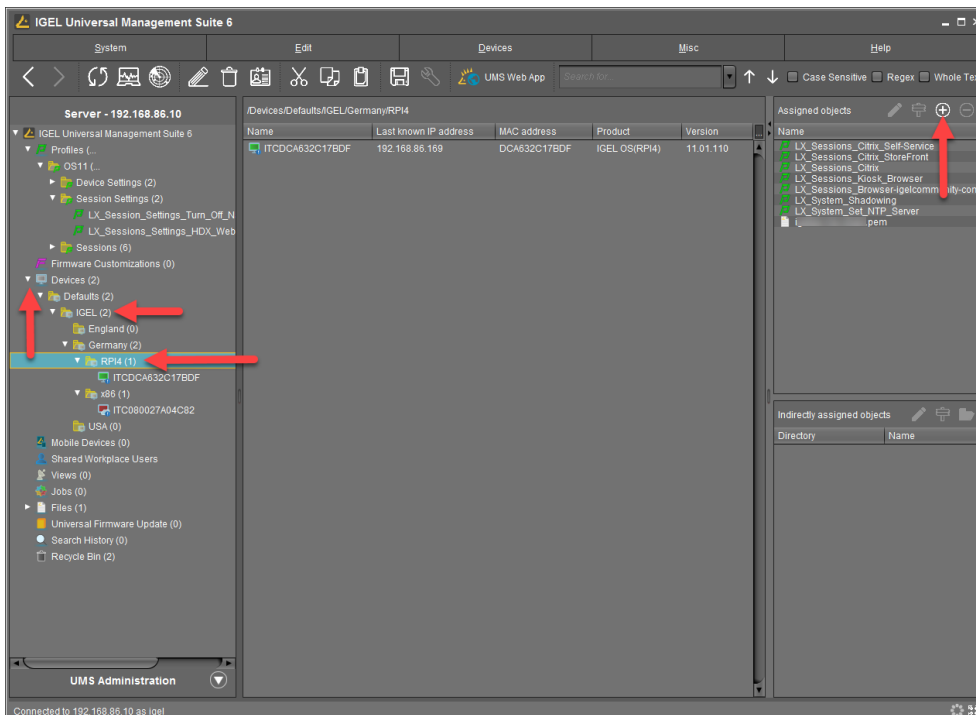 IGEL Universal Management Suite 6
System Edit Devices Misc Help
UMS Web App Search for... Case Sensitive Regex Whole Te
Server - 192.168.86.10
IGEL Universal Management Suite 6
Profiles (...
OS11 (...
Device Settings (2)
Session Settings (2)
LX_Session_Settings_Turn_Off_N
LX_Sessions_Settings_HDX_Web
Sessions (6)
Firmware Customizations (0)
Devices (2)
Defaults (2)
IGEL (2)
England (0)
Germany (2)
RPI4 (1)
ITCDCA632C17BDF
x86 (1)
ITC080027A04C82
USA (0)
Mobile Devices (0)
Shared Workplace Users
Views (0)
Jobs (0)
Files (1)
Universal Firmware Update (0)
Search History (0)
Recycle Bin (2)
UMS Administration
/Devices/Defaults/IGEL/Germany/RPI4
Name Last known IP address MAC address Product Version ...
ITCDCA632C17BDF 192.168.86.169 DCA632C17BDF IGEL OS(RPI4) 11.01.110
Assigned objects
Name
LX_Sessions_Citrix_Self-Service
LX_Sessions_Citrix_StoreFront
LX_Sessions_Citrix
LX_Sessions_Kiosk_Browser
LX_Sessions_Browser-igelcommunity-con
LX_System_Shadowing
LX_System_Set_NTP_Server
.pem
Indirectly assigned objects
Directory Name
Connected to 192.168.86.10 as igel